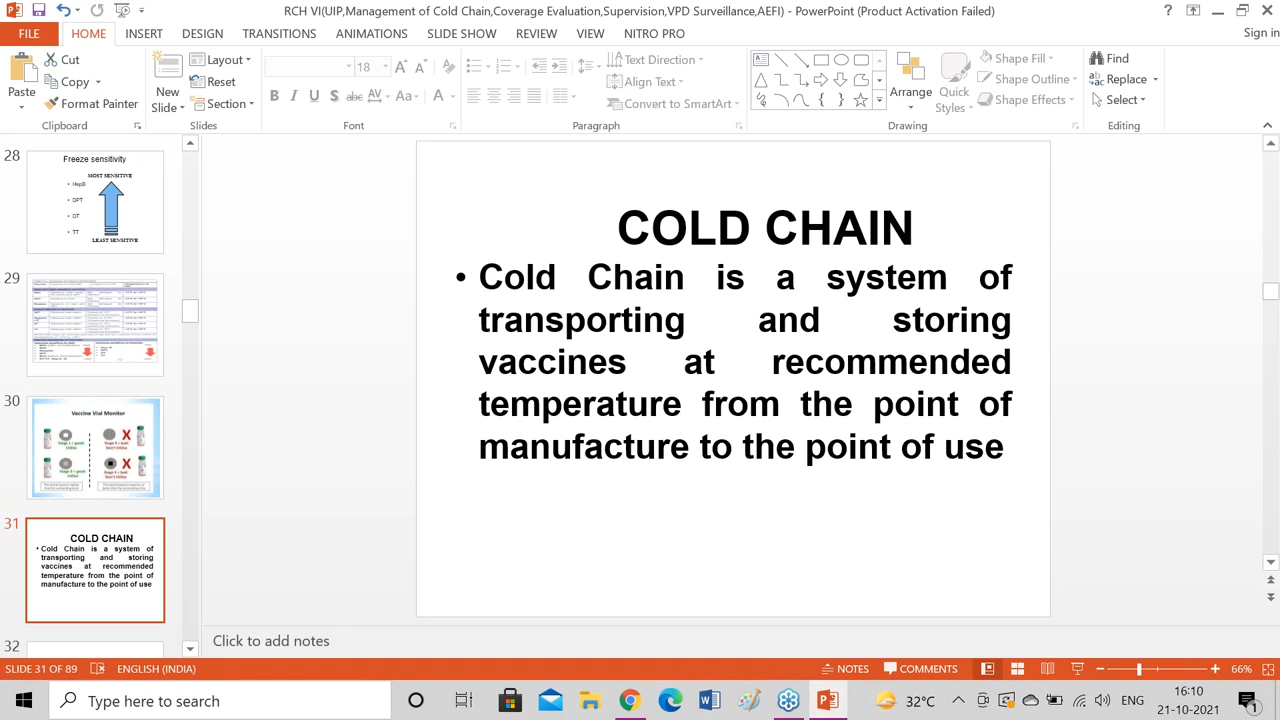 RCH VI(UIP,Management of Cold Chain,Coverage Evaluation,Supervision,VPD Surveillance,AEFI) - PowerPoint (Product Activation Failed)
FILE HOME INSERT DESIGN TRANSITIONS ANIMATIONS SLIDE SHOW REVIEW VIEW NITRO PRO Sign in
Paste
Cut
Copy
Format Painter
Clipboard
New
Slide
Layout
Reset
Section
Slides
18
B I U S abc AV Aa A
Font
Text Direction
Align Text
Convert to SmartArt
Paragraph
Arrange
Quick
Styles
Shape Fill
Shape Outline
Shape Effects
Drawing
Find
Replace
Select
Editing
28
Freeze sensitivity
MOST SENSITIVE
• HepB
• DPT
• DT
• TT
LEAST SENSITIVE
29
30
Vaccine Vial Monitor
31
COLD CHAIN
• Cold Chain is a system of
transporting and storing
vaccines at recommended
temperature from the point of
manufacture to the point of use
32
COLD CHAIN
• Cold Chain is a system of
transporting and storing
vaccines at recommended
temperature from the point of
manufacture to the point of use
Click to add notes
SLIDE 31 OF 89 ENGLISH (INDIA) NOTES COMMENTS 66%
Type here to search 32°C ENG 16:10
21-10-2021